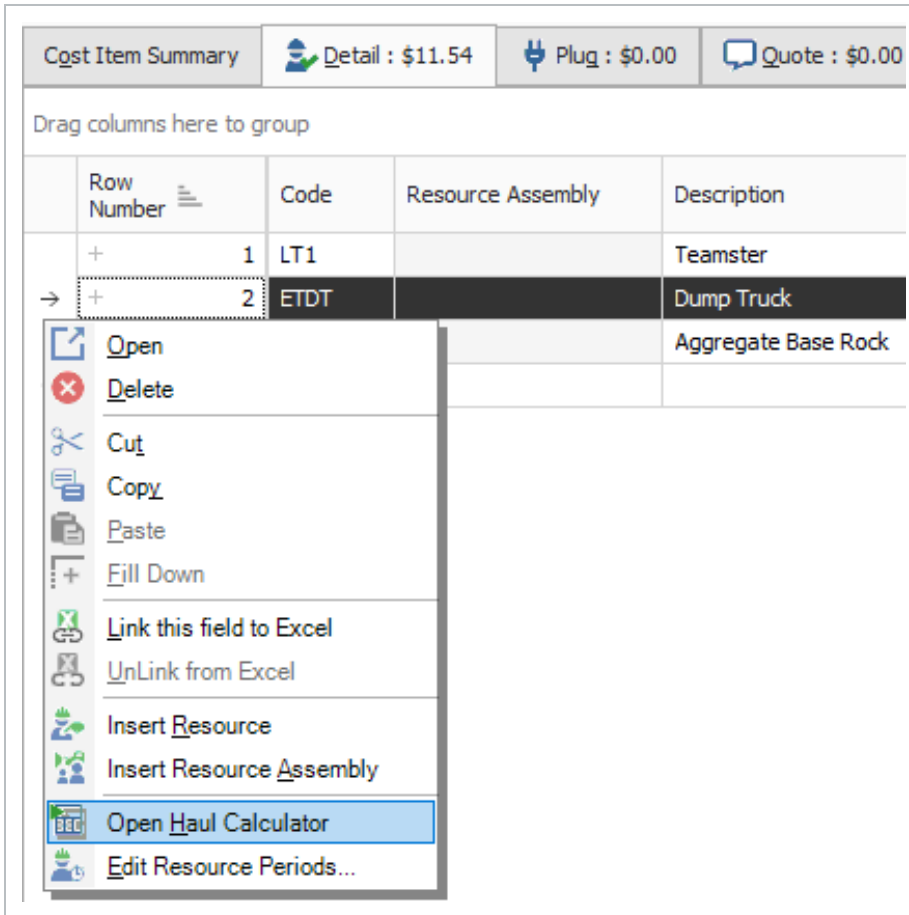 Cost Item Summary Detail : $11.54 Plug : $0.00 Quote : $0.00
Drag columns here to group
Row Number Code Resource Assembly Description
1 LT1 Teamster
2 ETDT Dump Truck
Aggregate Base Rock
Open
Delete
Cut
Copy
Paste
Fill Down
Link this field to Excel
UnLink from Excel
Insert Resource
Insert Resource Assembly
Open Haul Calculator
Edit Resource Periods...